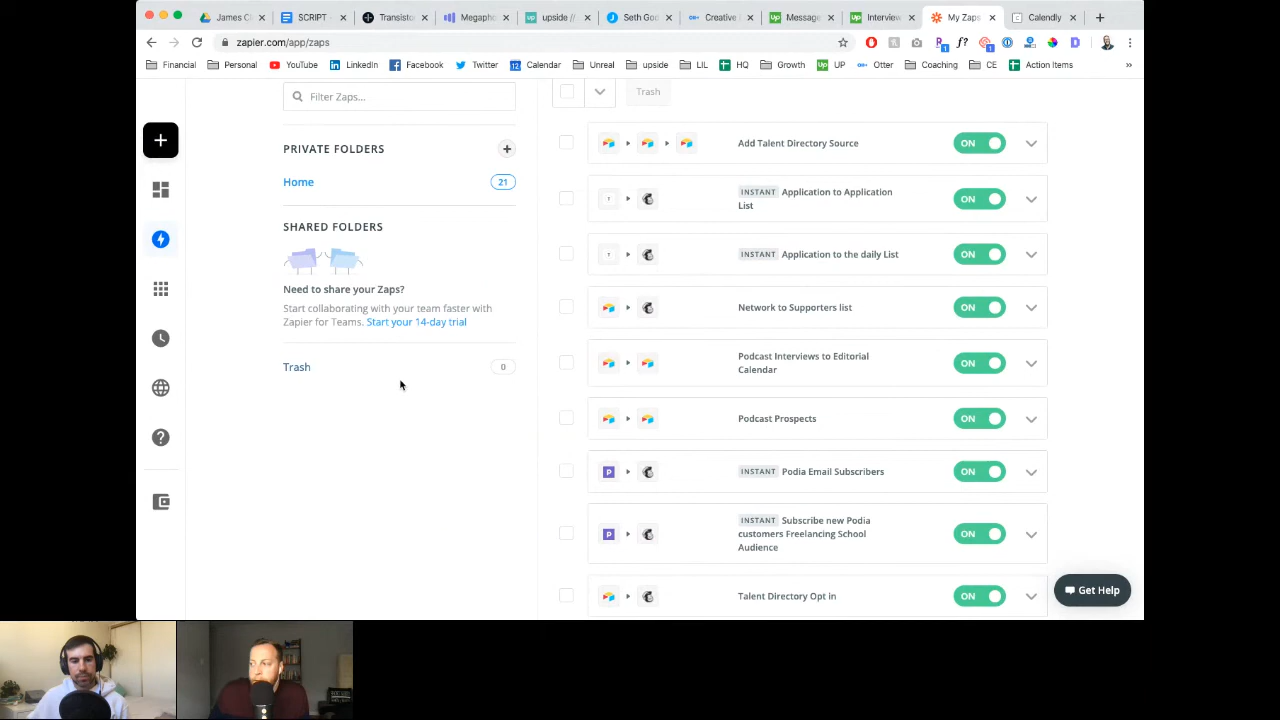 James C
SCRIPT
Transisto
Megapho
upside //
Seth Goo
Creative
Message
Interview
My Zaps
Calendly
zapier.com/app/zaps
Financial
Personal
YouTube
LinkedIn
Facebook
Twitter
Calendar
Unreal
upside
LIL
HQ
Growth
UP
Otter
Coaching
CE
Action Items
»
Filter Zaps...
Trash
PRIVATE FOLDERS
Home
21
SHARED FOLDERS
Need to share your Zaps?
Start collaborating with your team faster with
Zapier for Teams. Start your 14-day trial
Trash
0
Add Talent Directory Source
ON
INSTANT Application to Application
List
ON
INSTANT Application to the daily List
ON
Network to Supporters list
ON
Podcast Interviews to Editorial
Calendar
ON
Podcast Prospects
ON
INSTANT Podia Email Subscribers
ON
INSTANT Subscribe new Podia
customers Freelancing School
Audience
ON
Talent Directory Opt in
ON
Get Help